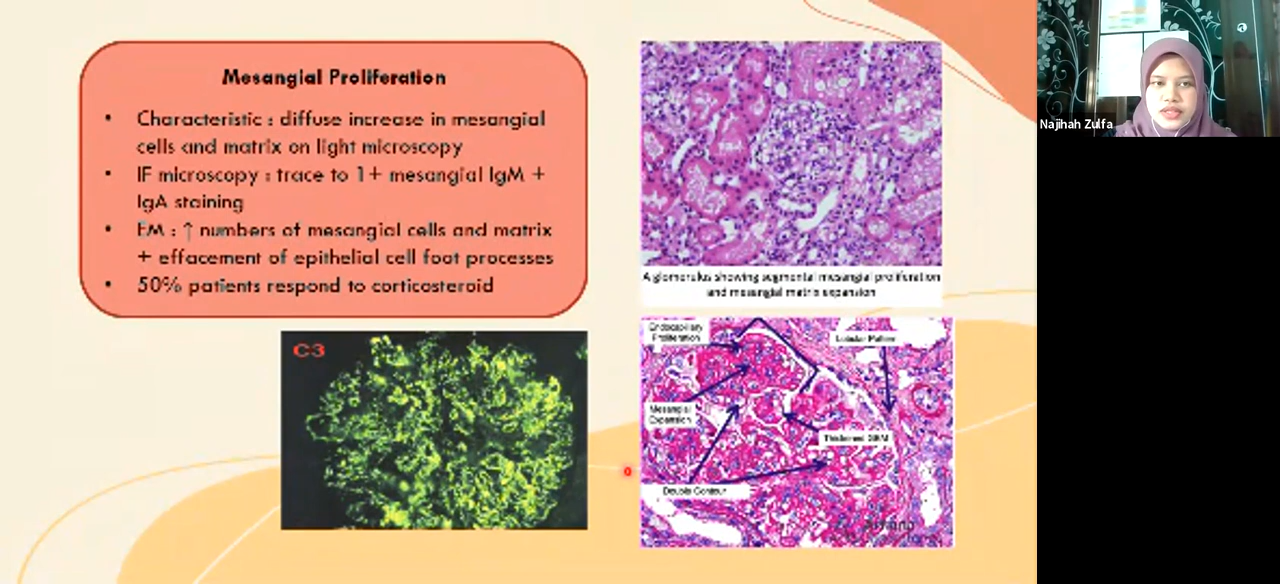 Mesangial Proliferation
• Characteristic : diffuse increase in mesangial
cells and matrix on light microscopy
• IF microscopy : trace to 1+ mesangial IgM +
IgA staining
• EM : ↑ numbers of mesangial cells and matrix
+ effacement of epithelial cell foot processes
• 50% patients respond to corticosteroid
C3
A glomerulus showing segmental mesangial proliferation
and mesangial matrix expansion
Endocapillary
Proliferation
Lobular Pattern
Mesangial
Expansion
Thickened GBM
Double Contour
Najihah Zulfa